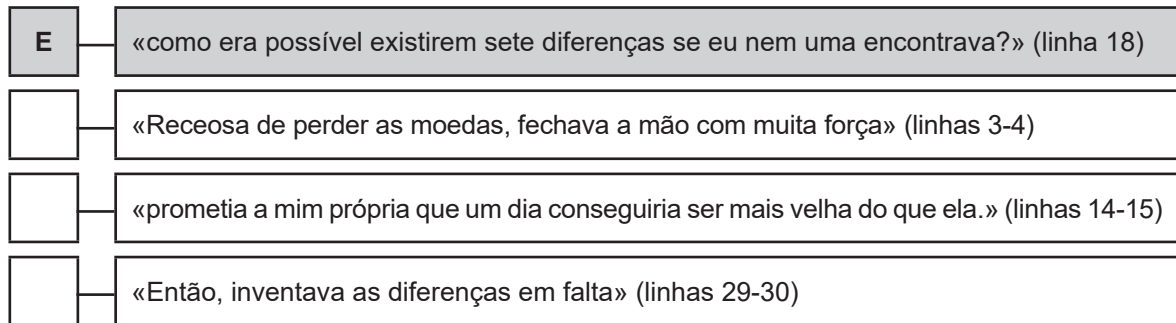 E «como era possível existirem sete diferenças se eu nem uma encontrava?» (linha 18)
«Receosa de perder as moedas, fechava a mão com muita força» (linhas 3-4)
«prometia a mim própria que um dia conseguiria ser mais velha do que ela.» (linhas 14-15)
«Então, inventava as diferenças em falta» (linhas 29-30)